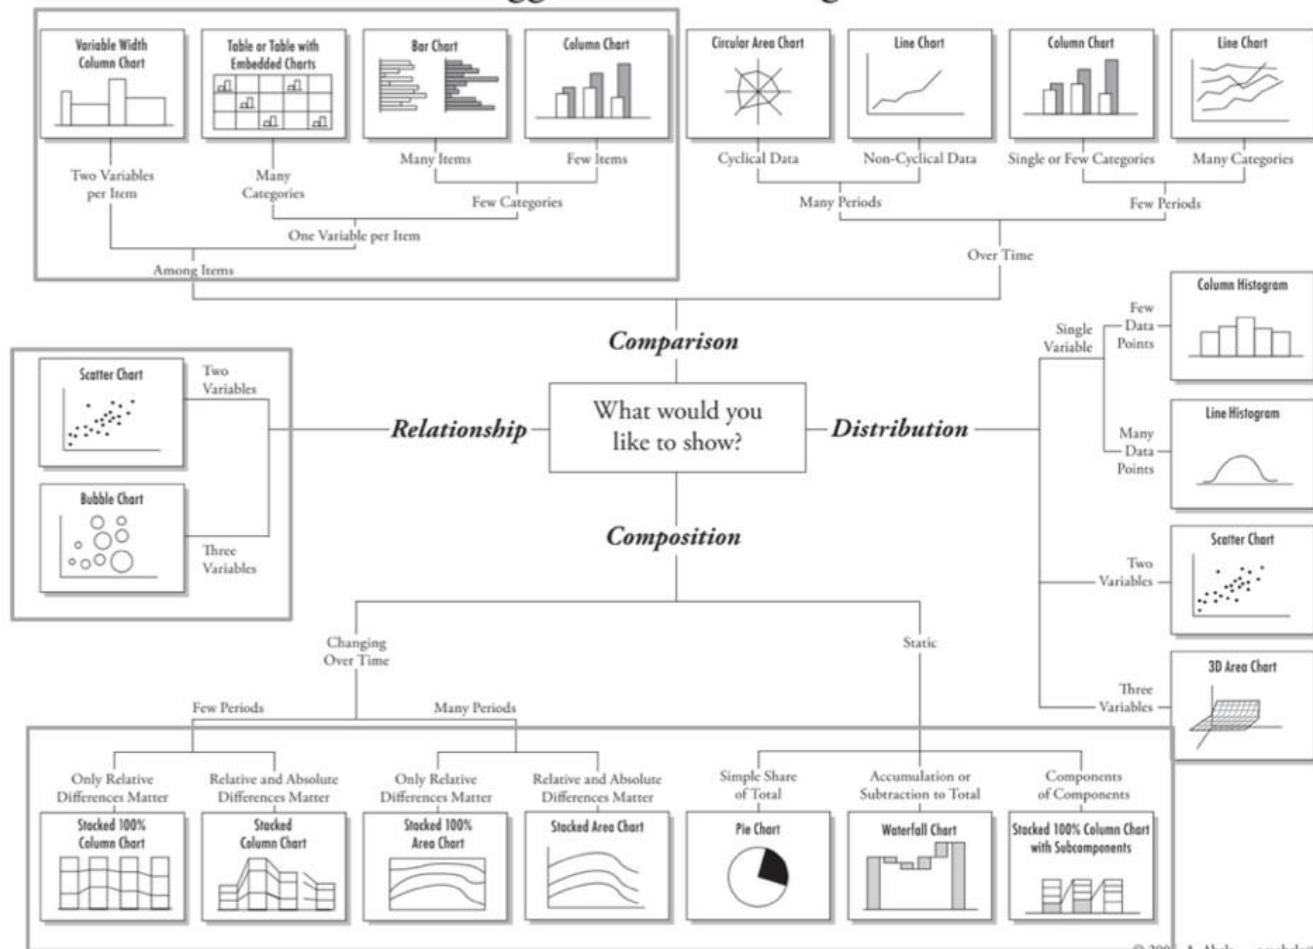 Variable Width
Column Chart
Table or Table with
Embedded Charts
Bar Chart
Column Chart
Circular Area Chart
Line Chart
Column Chart
Line Chart
Two Variables
per Item
Many
Categories
Many Items
Few Items
Cyclical Data
Non-Cyclical Data
Single or Few Categories
Many Categories
Few Categories
Many Periods
Few Periods
One Variable per Item
Among Items
Over Time
Comparison
What would you
like to show?
Relationship
Distribution
Composition
Scatter Chart
Two
Variables
Bubble Chart
Three
Variables
Single
Variable
Few
Data
Points
Column Histogram
Many
Data
Points
Line Histogram
Two
Variables
Scatter Chart
Three
Variables
3D Area Chart
Changing
Over Time
Static
Few Periods
Many Periods
Only Relative
Differences Matter
Relative and Absolute
Differences Matter
Only Relative
Differences Matter
Relative and Absolute
Differences Matter
Simple Share
of Total
Accumulation or
Subtraction to Total
Components
of Components
Stacked 100%
Column Chart
Stacked
Column Chart
Stacked 100%
Area Chart
Stacked Area Chart
Pie Chart
Waterfall Chart
Stacked 100% Column Chart
with Subcomponents